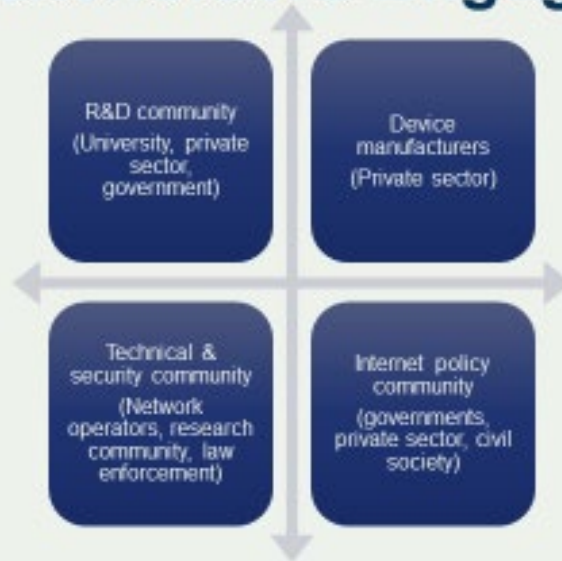 R&D community
(University, private
sector,
government)
Device
manufacturers
(Private sector)
Technical &
security community
(Network
operators, research
community, law
enforcement)
Internet policy
community
(governments,
private sector, civil
society)